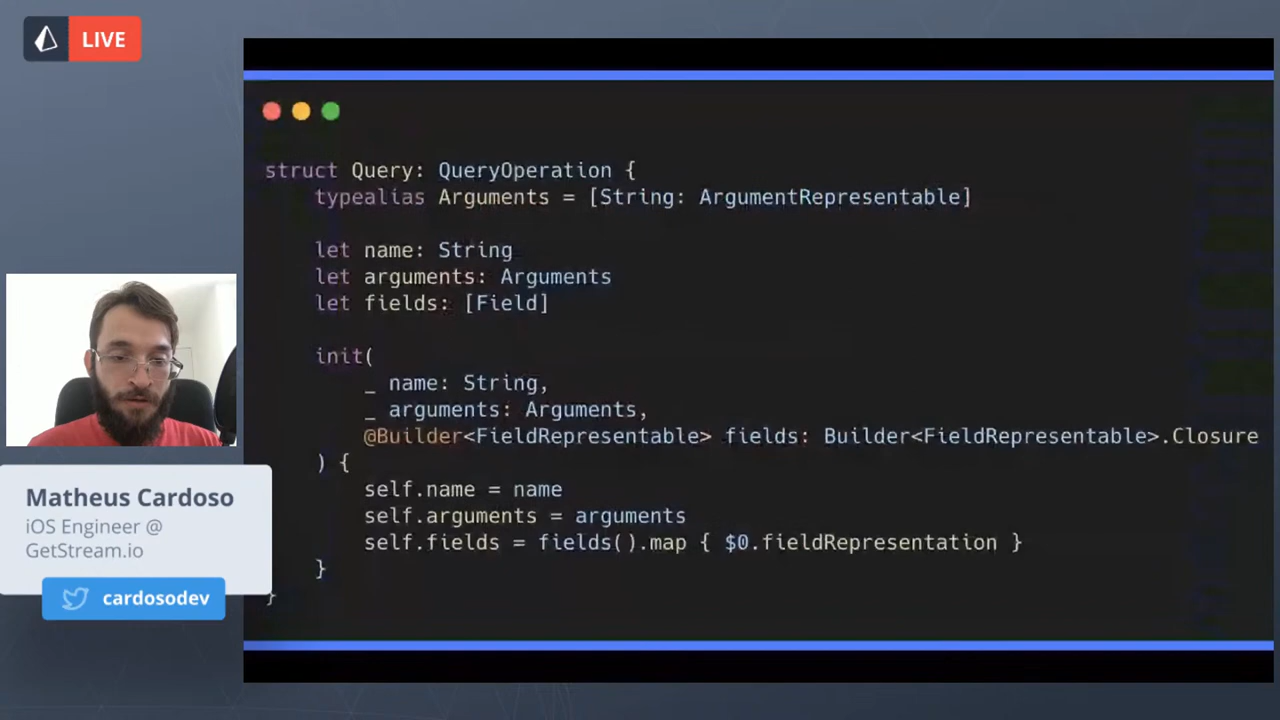 LIVE
struct Query: QueryOperation {
typealias Arguments = [String: ArgumentRepresentable]
let name: String
let arguments: Arguments
let fields: [Field]
init(
_ name: String,
_ arguments: Arguments,
@Builder<FieldRepresentable> fields: Builder<FieldRepresentable>.Closure
) {
self.name = name
self.arguments = arguments
self.fields = fields().map { $0.fieldRepresentation }
}
}
Matheus Cardoso
iOS Engineer @
GetStream.io
cardosodev